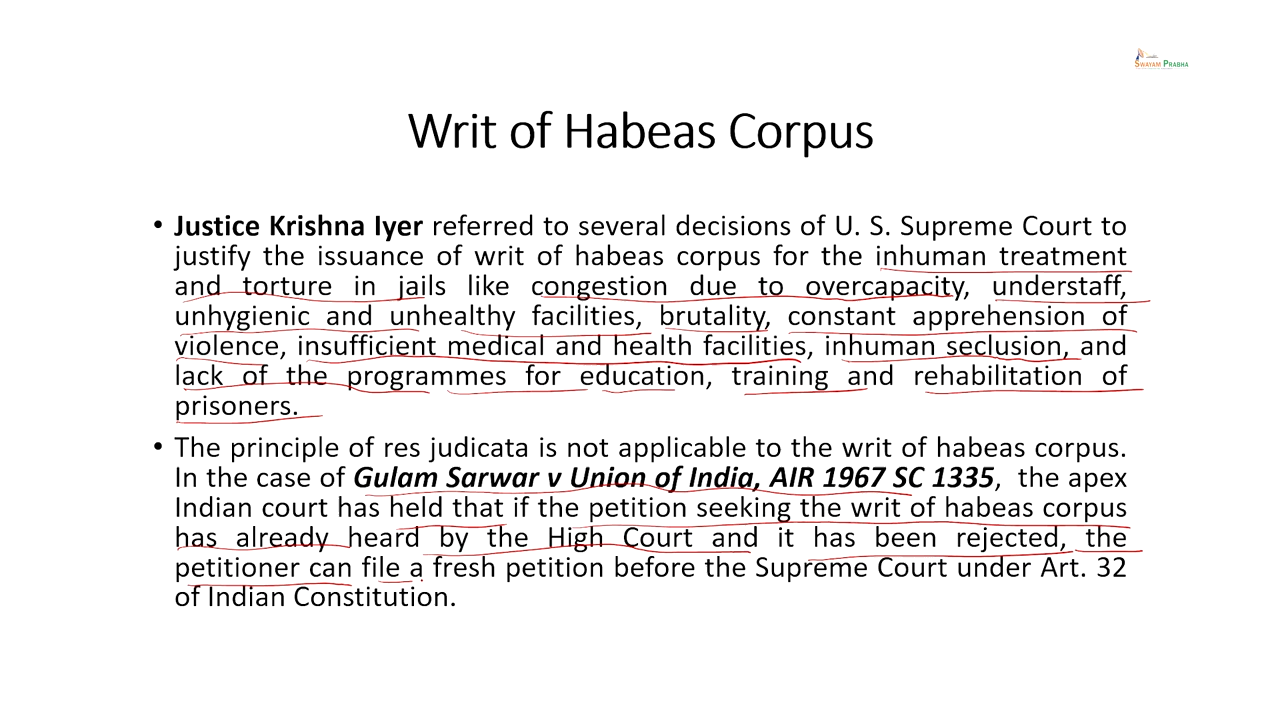 SWAYAM PRABHA
Writ of Habeas Corpus
• Justice Krishna Iyer referred to several decisions of U. S. Supreme Court to
justify the issuance of writ of habeas corpus for the inhuman treatment
and torture in jails like congestion due to overcapacity, understaff,
unhygienic and unhealthy facilities, brutality, constant apprehension of
violence, insufficient medical and health facilities, inhuman seclusion, and
lack of the programmes for education, training and rehabilitation of
prisoners.
• The principle of res judicata is not applicable to the writ of habeas corpus.
In the case of Gulam Sarwar v Union of India, AIR 1967 SC 1335, the apex
Indian court has held that if the petition seeking the writ of habeas corpus
has already heard by the High Court and it has been rejected, the
petitioner can file a fresh petition before the Supreme Court under Art. 32
of Indian Constitution.